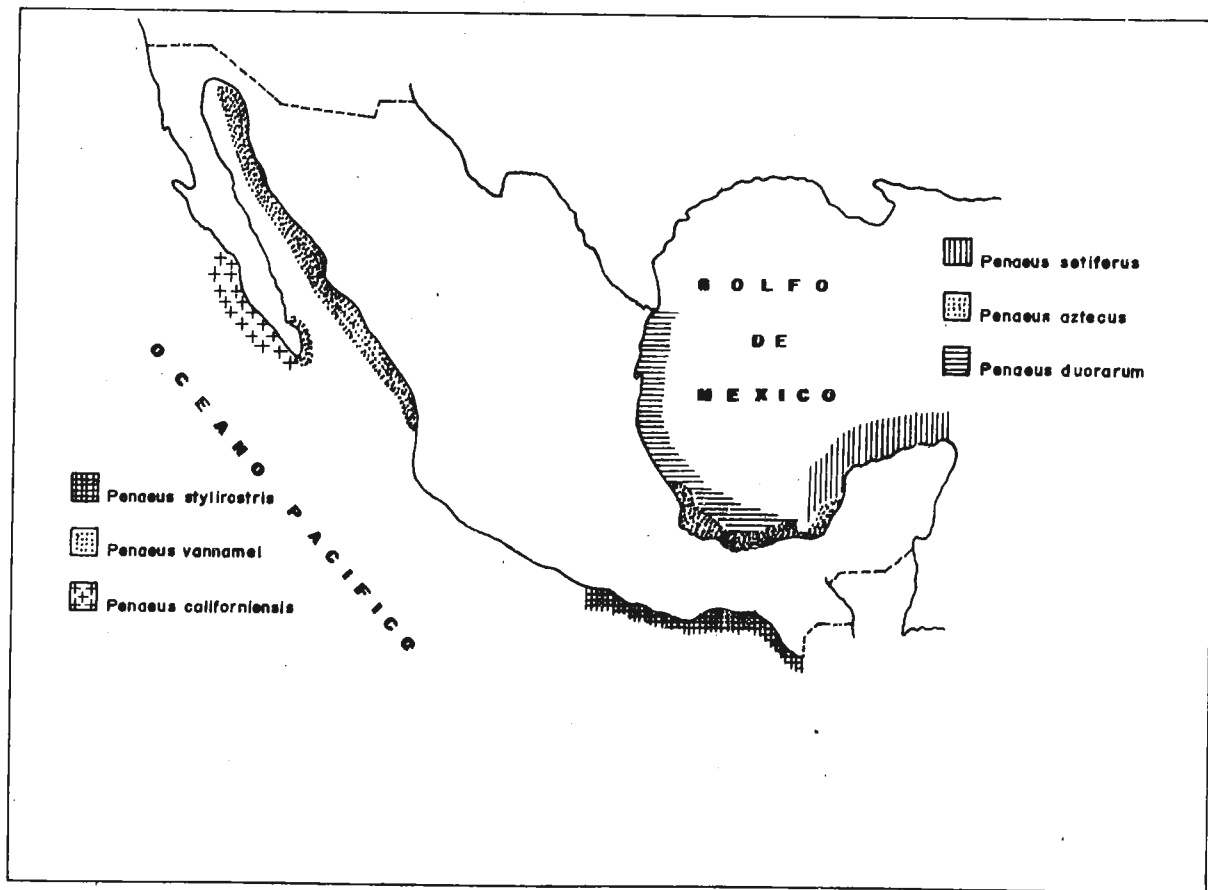 GOLFO
DE
MEXICO
Penaeus setiferus
Penaeus aztecus
Penaeus duorarum
OCEANO PACIFICO
Penaeus stylirostris
Penaeus vannamei
Penaeus californiensis